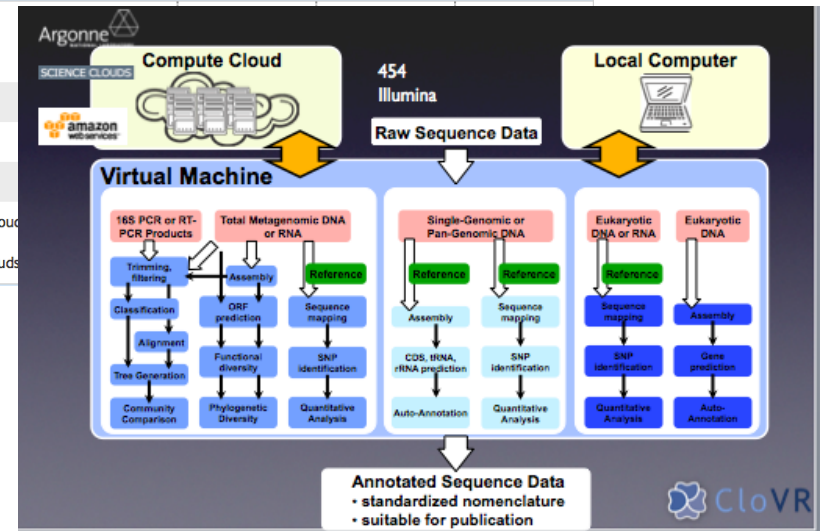 Argonne
NATIONAL LABORATORY
SCIENCE CLOUDS
amazon
webservices
Compute Cloud
454
Illumina
Raw Sequence Data
Local Computer
Virtual Machine
16S PCR or RT-
PCR Products
Total Metagenomic DNA
or RNA
Single-Genomic or
Pan-Genomic DNA
Eukaryotic
DNA or RNA
Eukaryotic
DNA
Trimming,
filtering
Classification
Alignment
Tree Generation
Community
Comparison
Assembly
ORF
prediction
Functional
diversity
Phylogenetic
Diversity
Reference
Sequence
mapping
SNP
identification
Quantitative
Analysis
Reference
Assembly
CDS, tRNA,
rRNA prediction
Auto-Annotation
Reference
Sequence
mapping
SNP
identification
Quantitative
Analysis
Reference
Sequence
mapping
SNP
identification
Quantitative
Analysis
Assembly
Gene
prediction
Auto-
Annotation
Annotated Sequence Data
• standardized nomenclature
• suitable for publication
CloVR